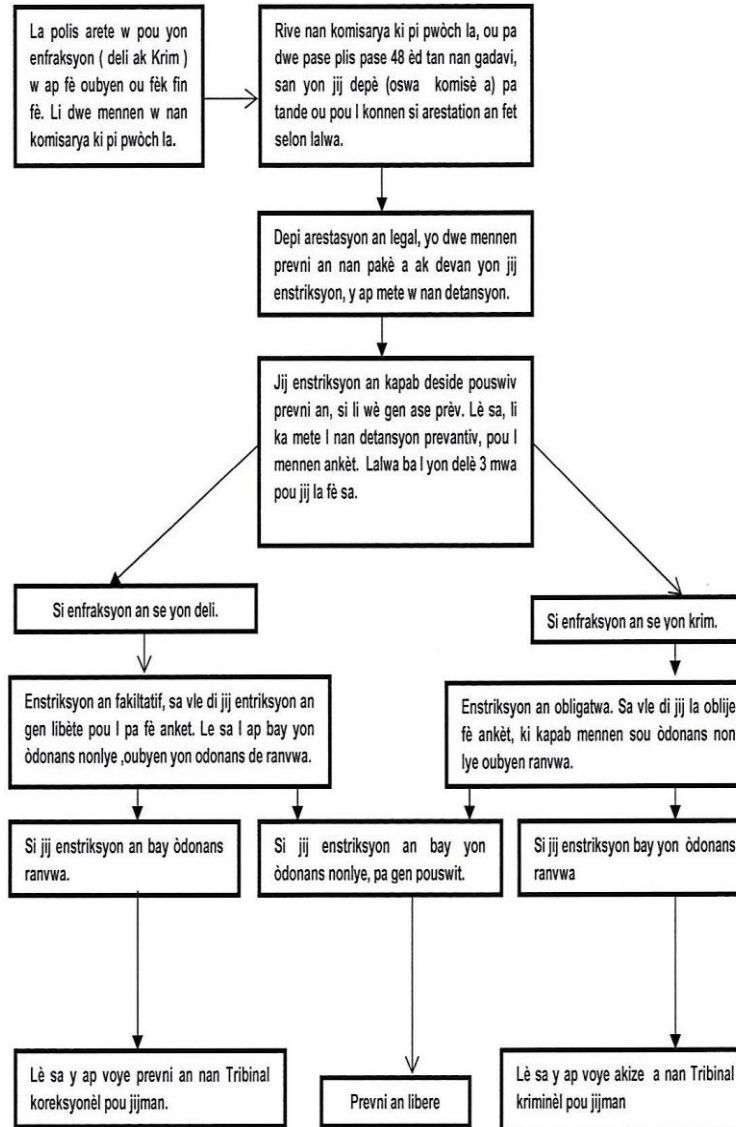 La polis arete w pou yon
enfraksyon ( deli ak Krim )
w ap fè oubyen ou fèk fin
fè. Li dwe mennen w nan
komisarya ki pi pwòch la.
Rive nan komisarya ki pi pwòch la, ou pa
dwe pase plis pase 48 èd tan nan gadavi,
san yon jij depè (oswa komisè a) pa
tande ou pou l konnen si arestation an fet
selon lalwa.
Depi arestasyon an legal, yo dwe mennen
prevni an nan pakè a ak devan yon jij
enstriksyon, y ap mete w nan detansyon.
Jij enstriksyon an kapab deside pouswiv
prevni an, si li wè gen ase prèv. Lè sa, li
ka mete l nan detansyon prevantiv, pou l
mennen ankèt. Lalwa ba l yon delè 3 mwa
pou jij la fè sa.
Si enfraksyon an se yon deli.
Si enfraksyon an se yon krim.
Enstriksyon an fakiltatif, sa vle di jij entriksyon an
gen libète pou l pa fè anket. Le sa l ap bay yon
òdonans nonlye ,oubyen yon odonans de ranvwa.
Enstriksyon an obligatwa. Sa vle di jij la oblije
fè ankèt, ki kapab mennen sou òdonans non
lye oubyen ranvwa.
Si jij enstriksyon an bay òdonans
ranvwa.
Si jij enstriksyon an bay yon
òdonans nonlye, pa gen pouswit.
Si jij enstriksyon bay yon òdonans
ranvwa
Lè sa y ap voye prevni an nan Tribinal
koreksyonèl pou jijman.
Prevni an libere
Lè sa y ap voye akize a nan Tribinal
kriminèl pou jijman